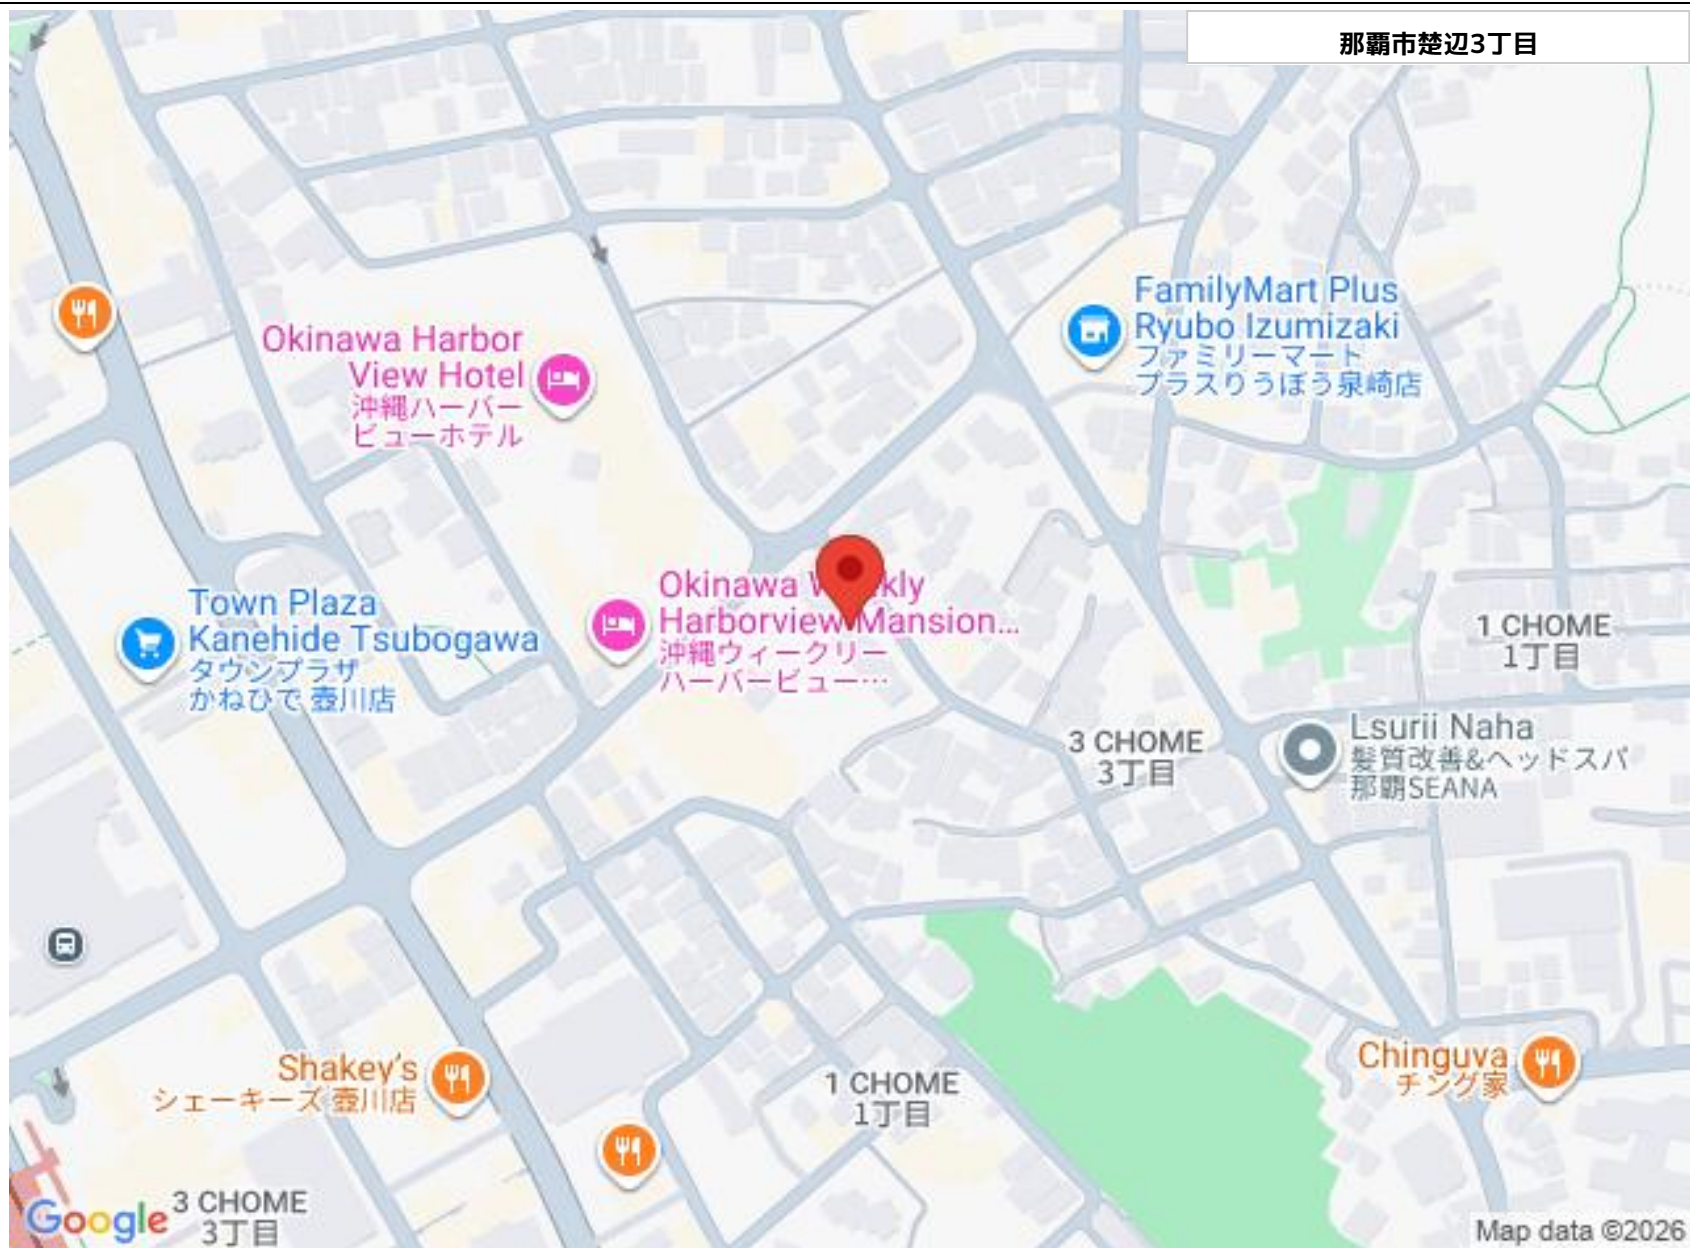 那覇市楚辺3丁目
FamilyMart Plus
Ryubo Izumizaki
ファミリーマート
プラスりうぼう泉崎店
Okinawa Harbor
View Hotel
沖縄ハーバー
ビューホテル
Okinawa Weekly
Harborview Mansion...
沖縄ウィークリー
ハーバービュー…
Town Plaza
Kanehide Tsubogawa
タウンプラザ
かねひで 壺川店
1 CHOME
1丁目
Lsurii Naha
髪質改善&ヘッドスパ
那覇SEANA
3 CHOME
3丁目
Shakey's
シェーキーズ 壺川店
1 CHOME
1丁目
Chinguva
チング家
3 CHOME
3丁目
Google
Map data ©2026